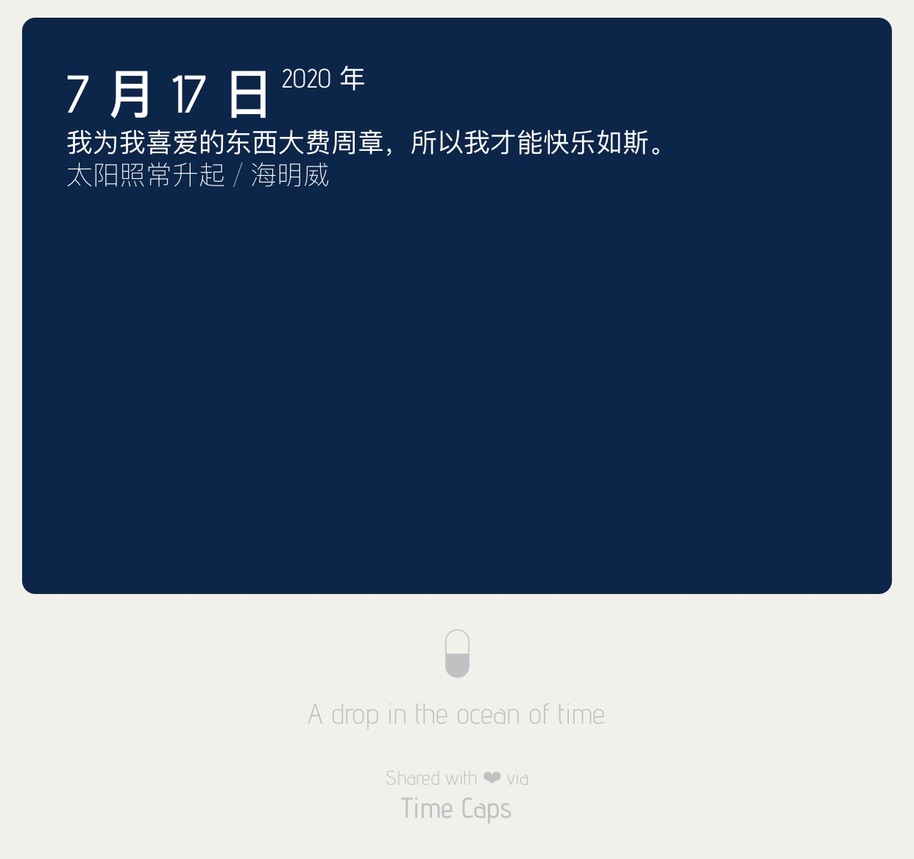 7 月 17 日 2020 年
我为我喜爱的东西大费周章，所以我才能快乐如斯。
太阳照常升起 / 海明威
A drop in the ocean of time
Shared with ❤ via
Time Caps